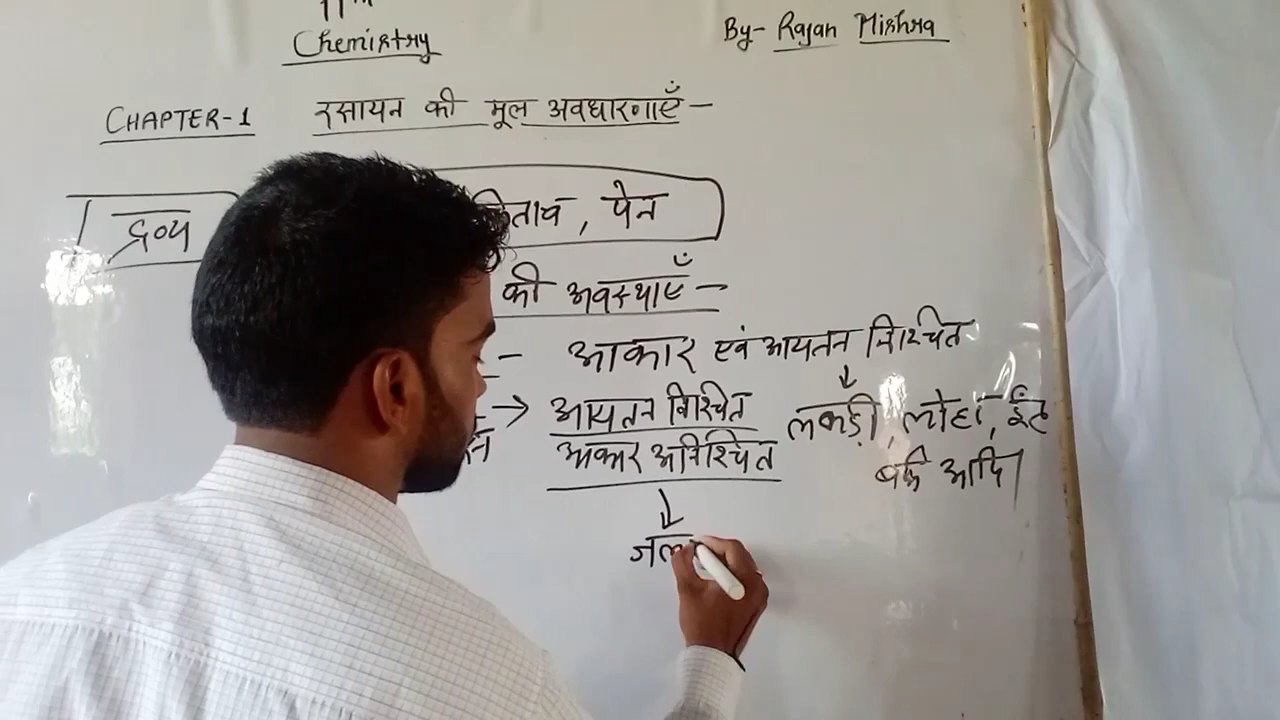 11th
Chemistry
By- Rajan Mishra
CHAPTER-1 रसायन की मूल अवधारणाएँ-
द्रव्य किताब, पेन
की अवस्थाएँ-
- आकार एवं आयतन निश्चित
↓
→ आयतन निश्चित
आकार अनिश्चित
लकड़ी, लोहा, ईंट
बर्फ आदि।
↓
जल